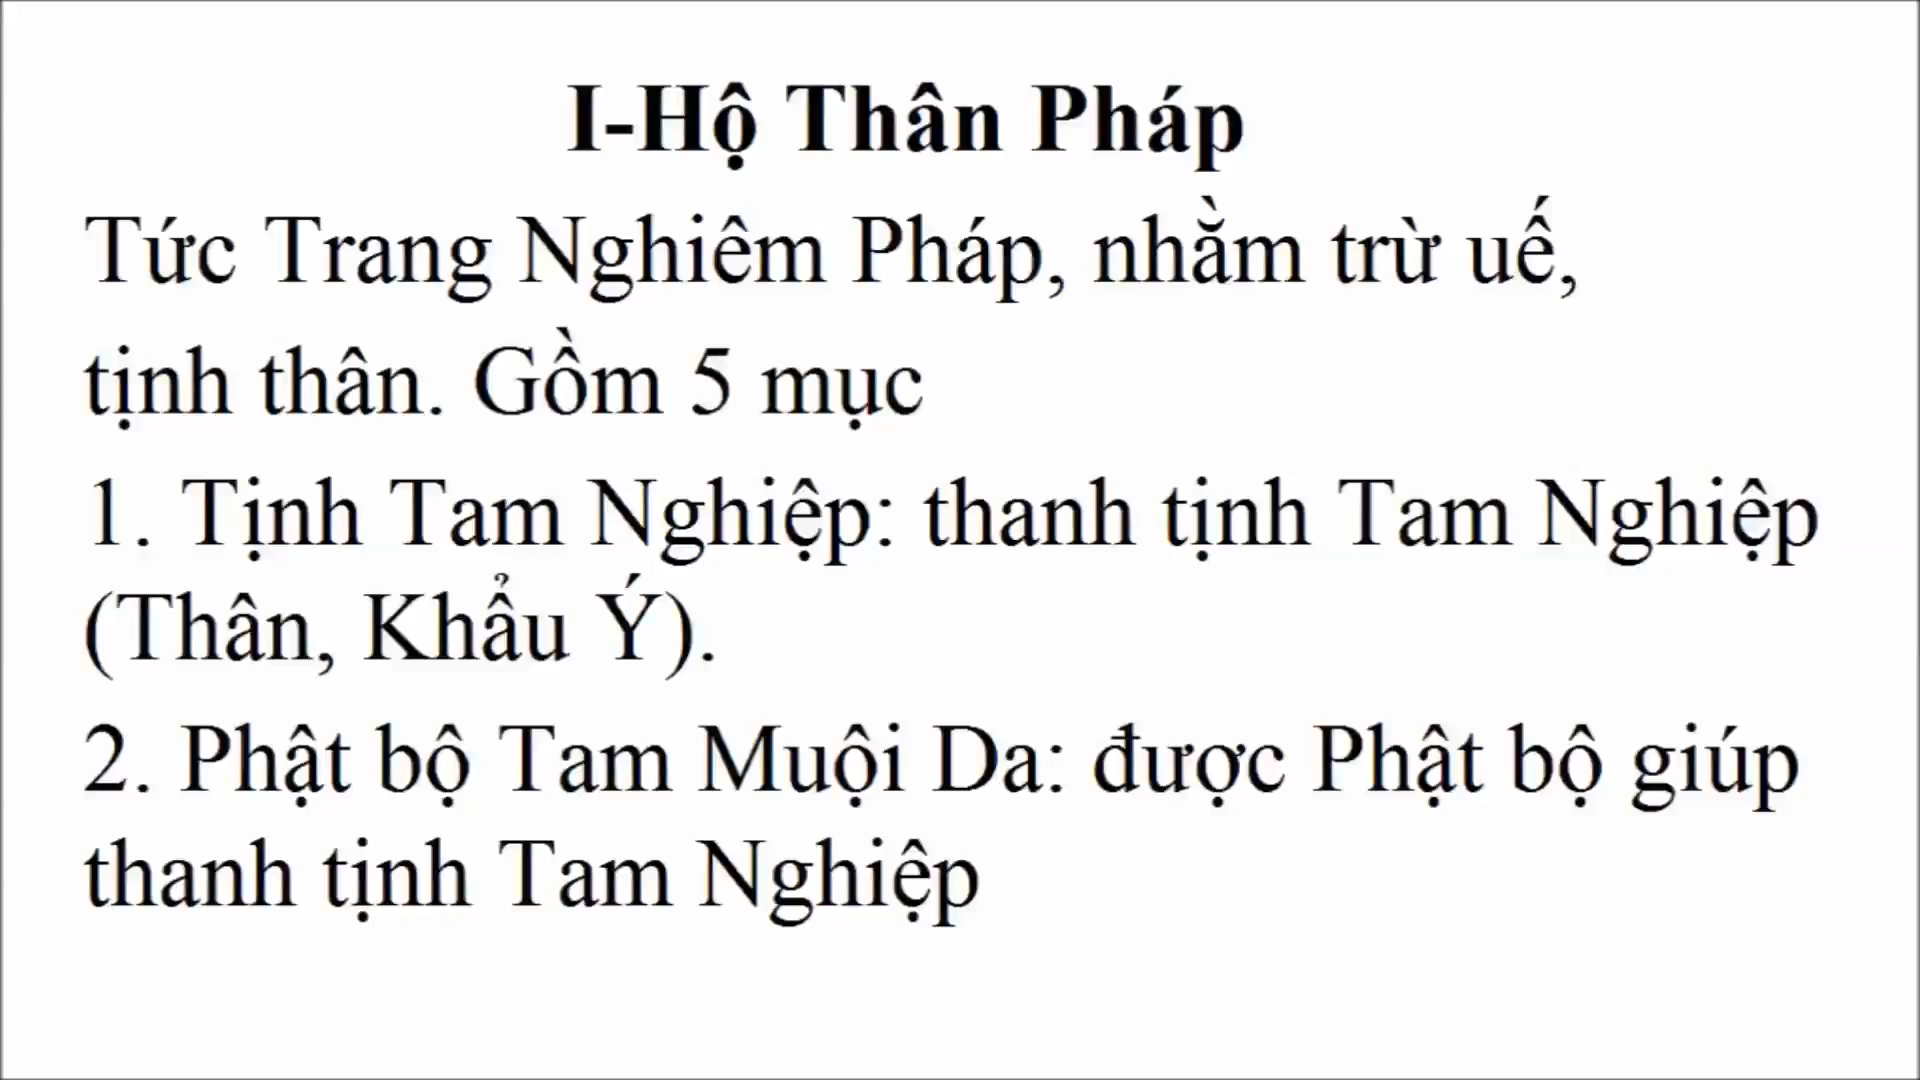 I-Hộ Thân Pháp
Tức Trang Nghiêm Pháp, nhằm trừ uế,
tịnh thân. Gồm 5 mục
1. Tịnh Tam Nghiệp: thanh tịnh Tam Nghiệp
(Thân, Khẩu Ý).
2. Phật bộ Tam Muội Da: được Phật bộ giúp
thanh tịnh Tam Nghiệp